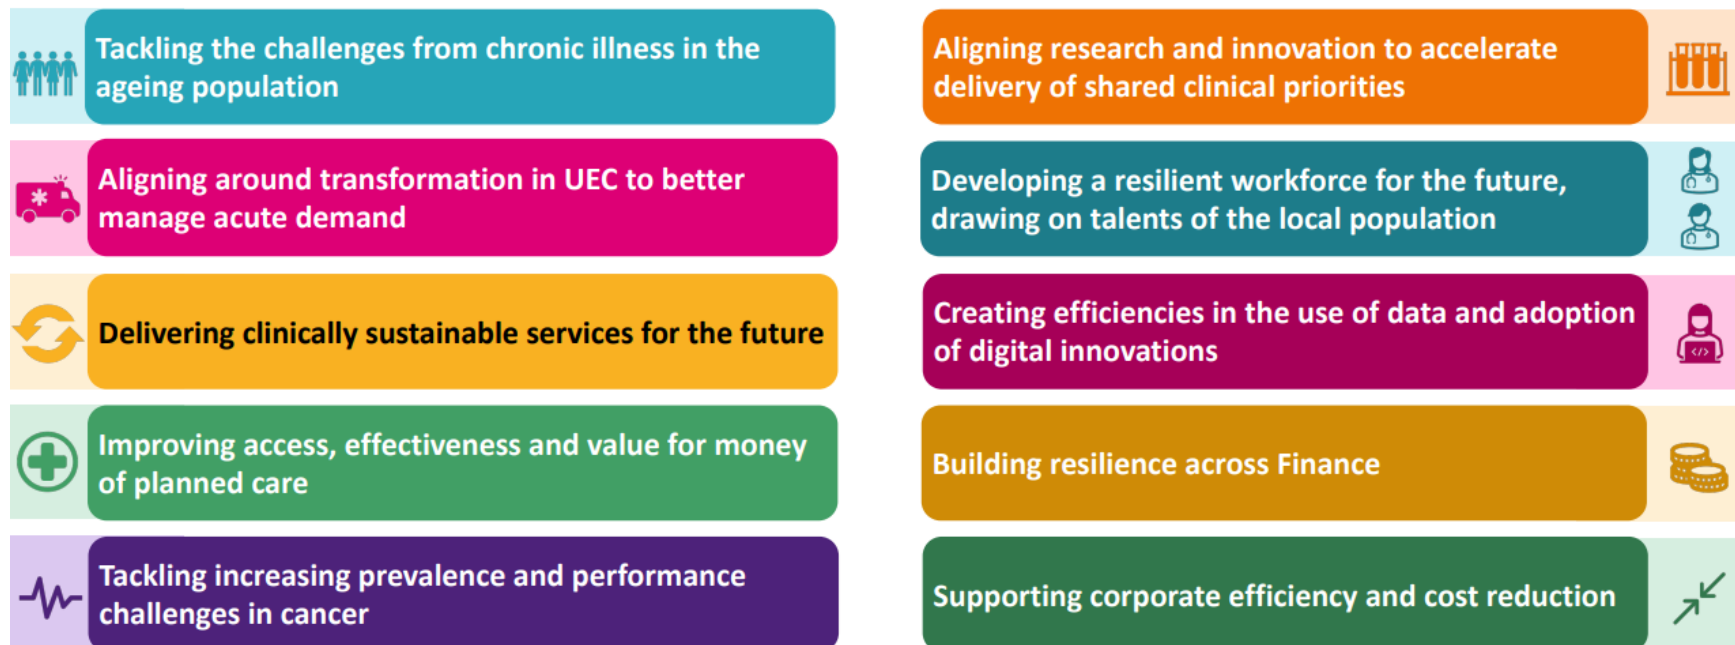 Tackling the challenges from chronic illness in the
ageing population
Aligning around transformation in UEC to better
manage acute demand
Delivering clinically sustainable services for the future
Improving access, effectiveness and value for money
of planned care
Tackling increasing prevalence and performance
challenges in cancer
Aligning research and innovation to accelerate
delivery of shared clinical priorities
Developing a resilient workforce for the future,
drawing on talents of the local population
Creating efficiencies in the use of data and adoption
of digital innovations
</>
Building resilience across Finance
Supporting corporate efficiency and cost reduction